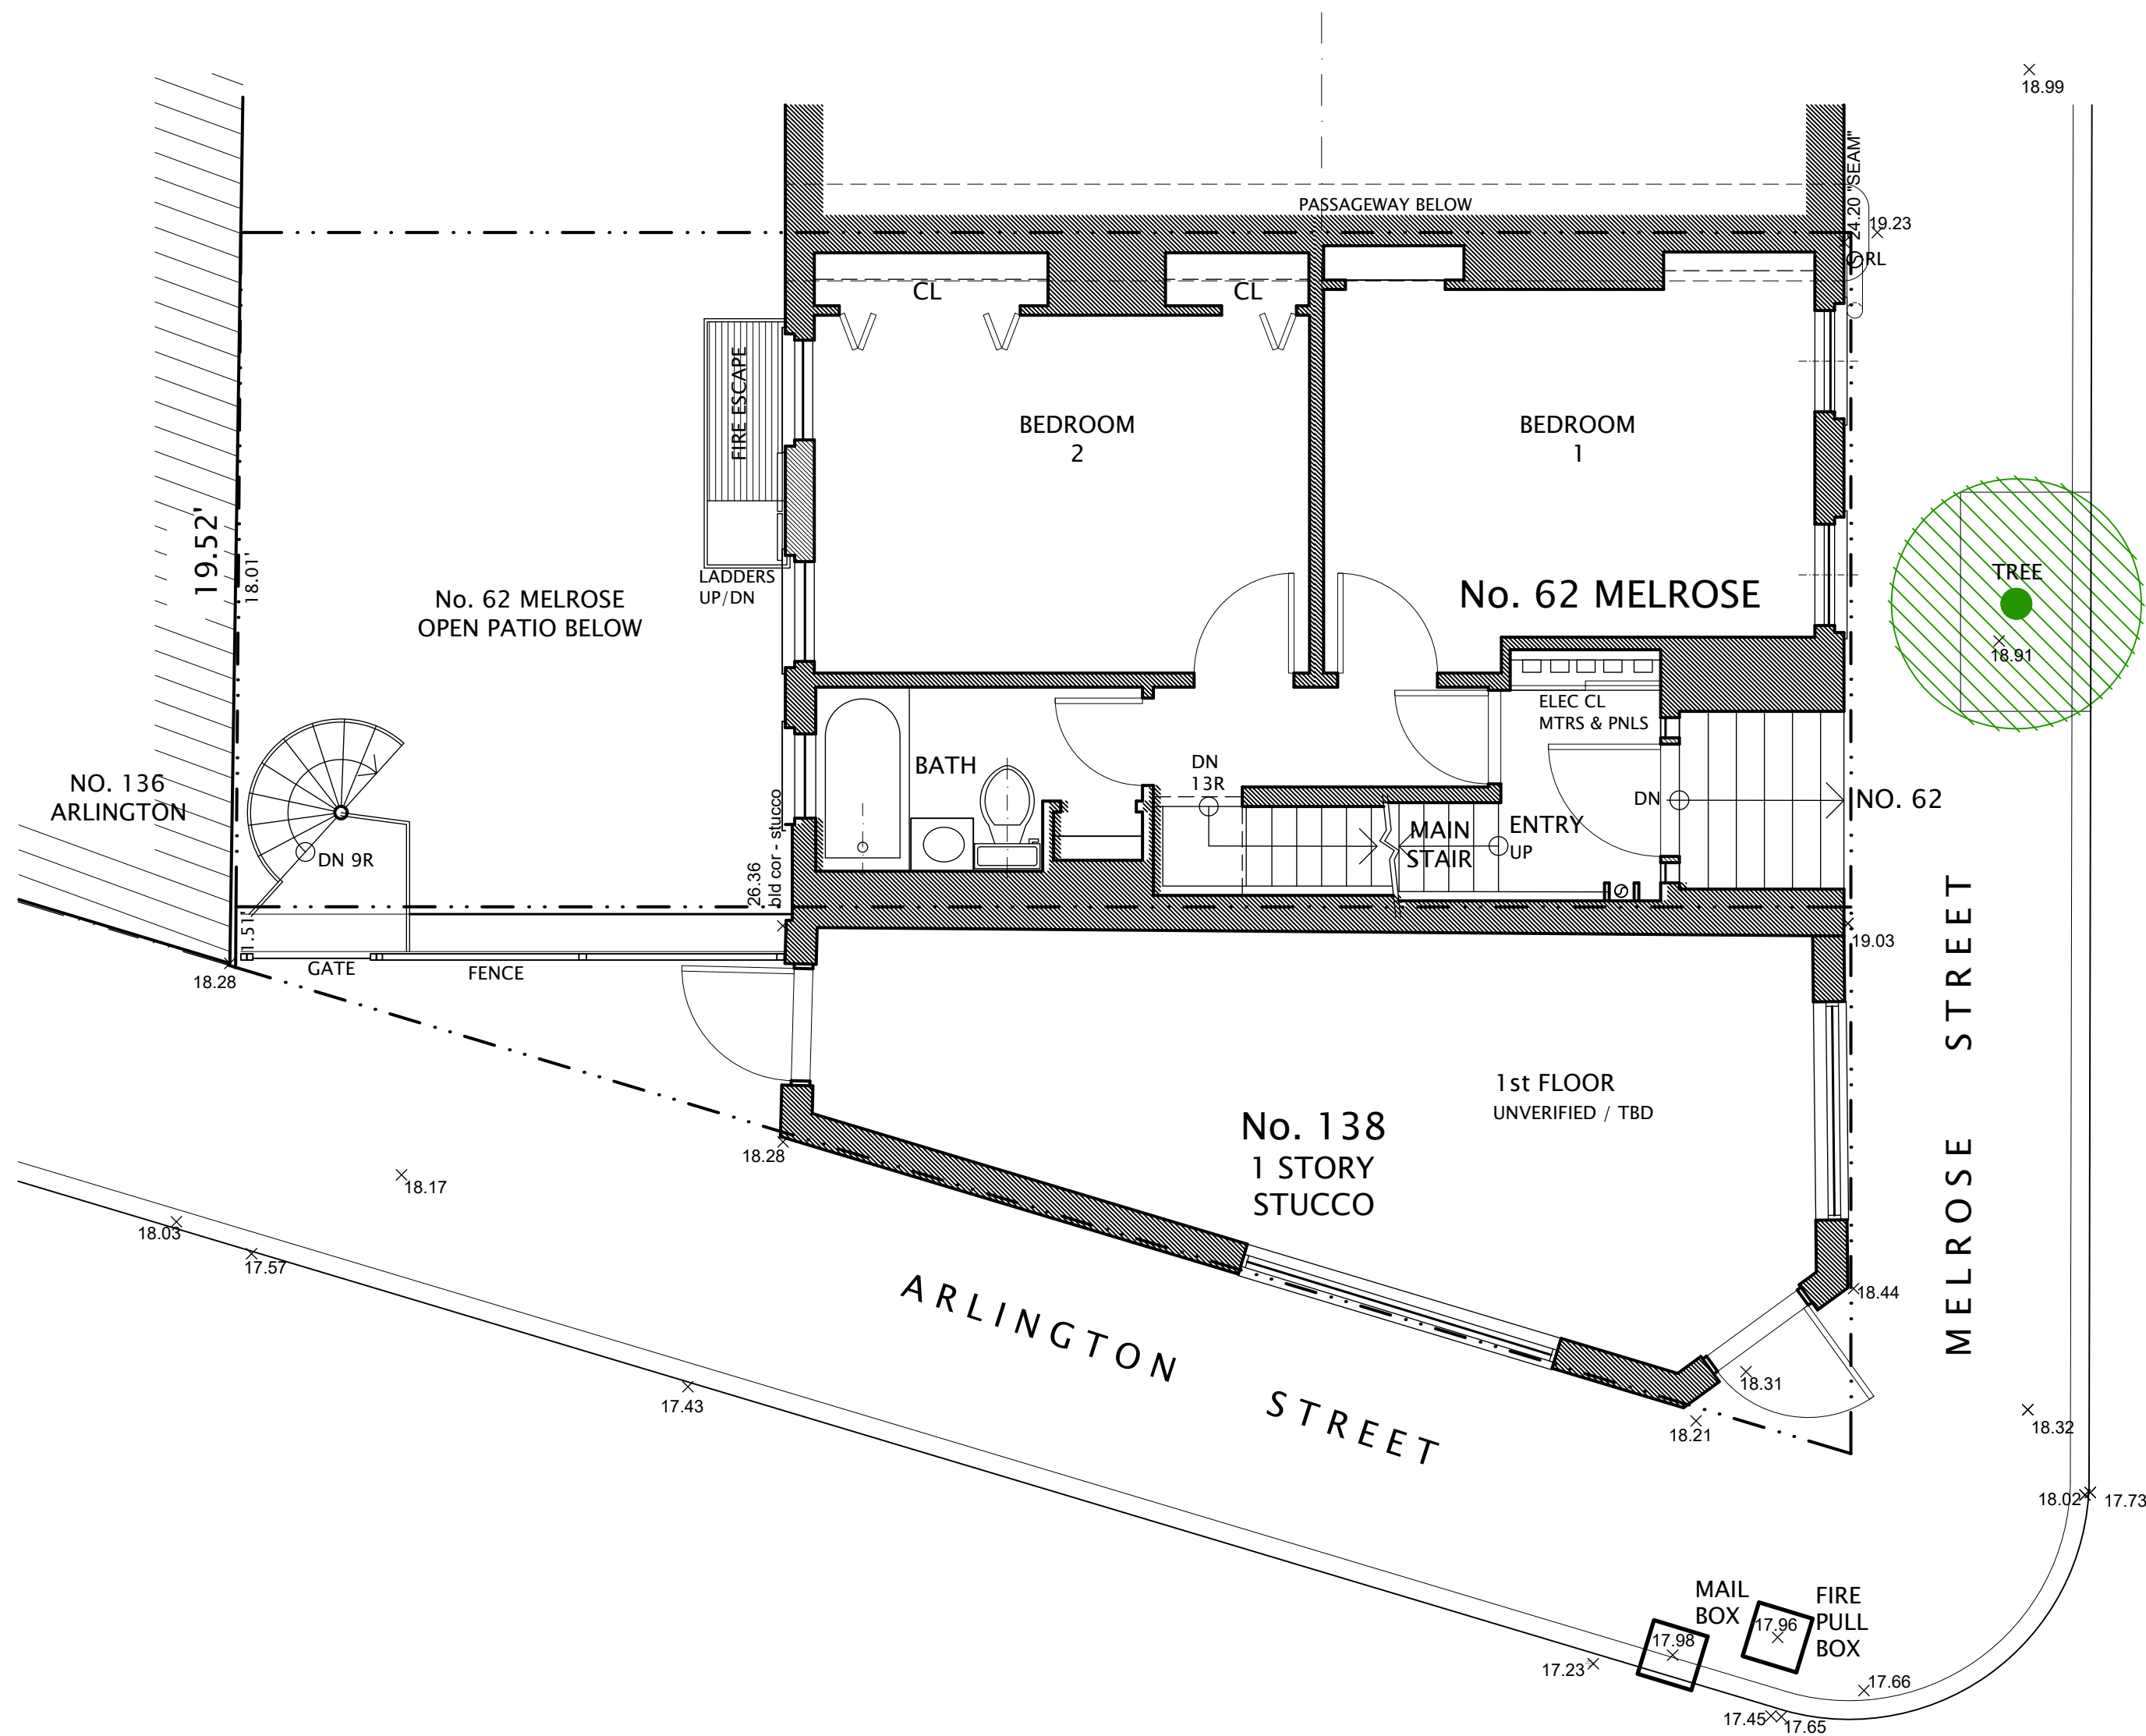 18.99
24.20 "SEAM"
PASSAGEWAY BELOW
19.23
RL
CL
CL
FIRE ESCAPE
BEDROOM
2
BEDROOM
1
19.52'
18.01'
LADDERS
UP/DN
No. 62 MELROSE
OPEN PATIO BELOW
No. 62 MELROSE
TREE
18.91
ELEC CL
MTRS & PNLS
BATH
DN
13R
NO. 136
ARLINGTON
DN
NO. 62
MAIN
STAIR
ENTRY
UP
DN 9R
26.36
bld cor - stucco
1.51'
19.03
GATE
FENCE
18.28
MELROSE STREET
1st FLOOR
UNVERIFIED / TBD
No. 138
1 STORY
STUCCO
18.28
18.17
18.03
17.57
18.44
ARLINGTON STREET
18.31
17.43
18.21
18.32
18.02
17.73
MAIL
BOX
FIRE
PULL
BOX
17.96
17.98
17.23
17.66
17.45
17.65